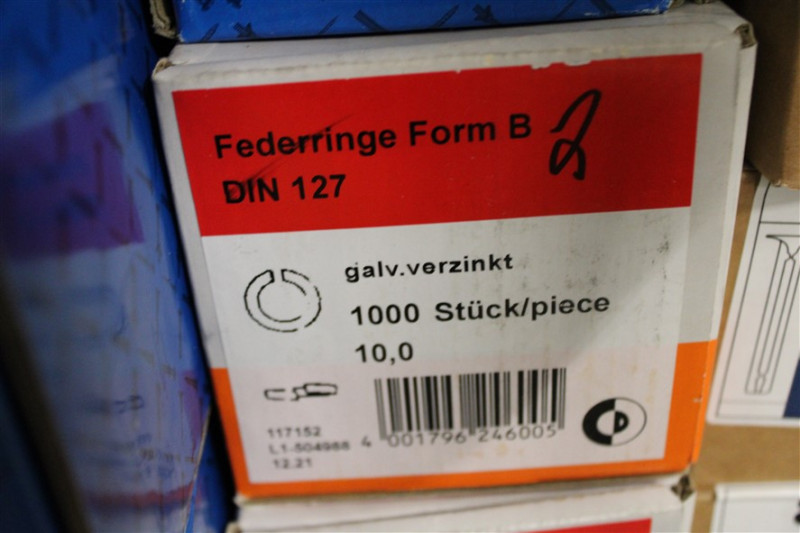 Federringe Form B 2
DIN 127
galv.verzinkt
1000 Stück/piece
10,0
117152
L1-504988
12.21
4 001796 246005